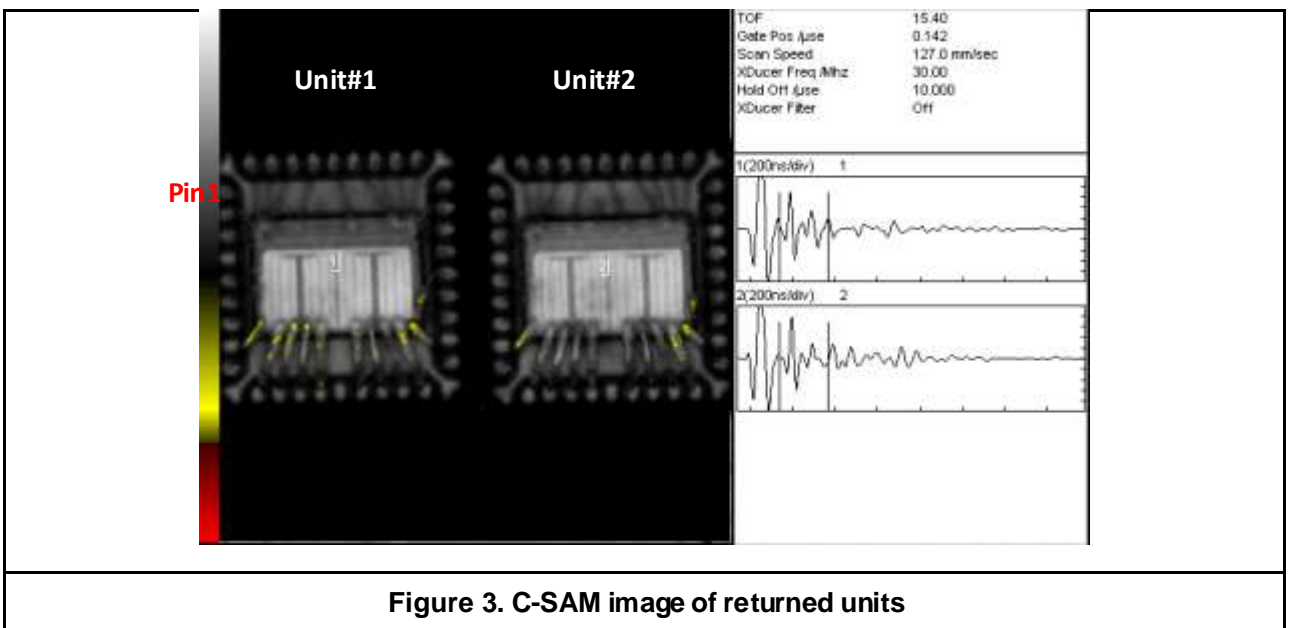 TOF 15.40
Gate Pos /µse 0.142
Scan Speed 127.0 mm/sec
XDucer Freq /Mhz 30.00
Hold Off /µse 10.000
XDucer Filter Off
Unit#1 Unit#2
Pin1
1(200ns/div) 1
2(200ns/div) 2
Figure 3. C-SAM image of returned units